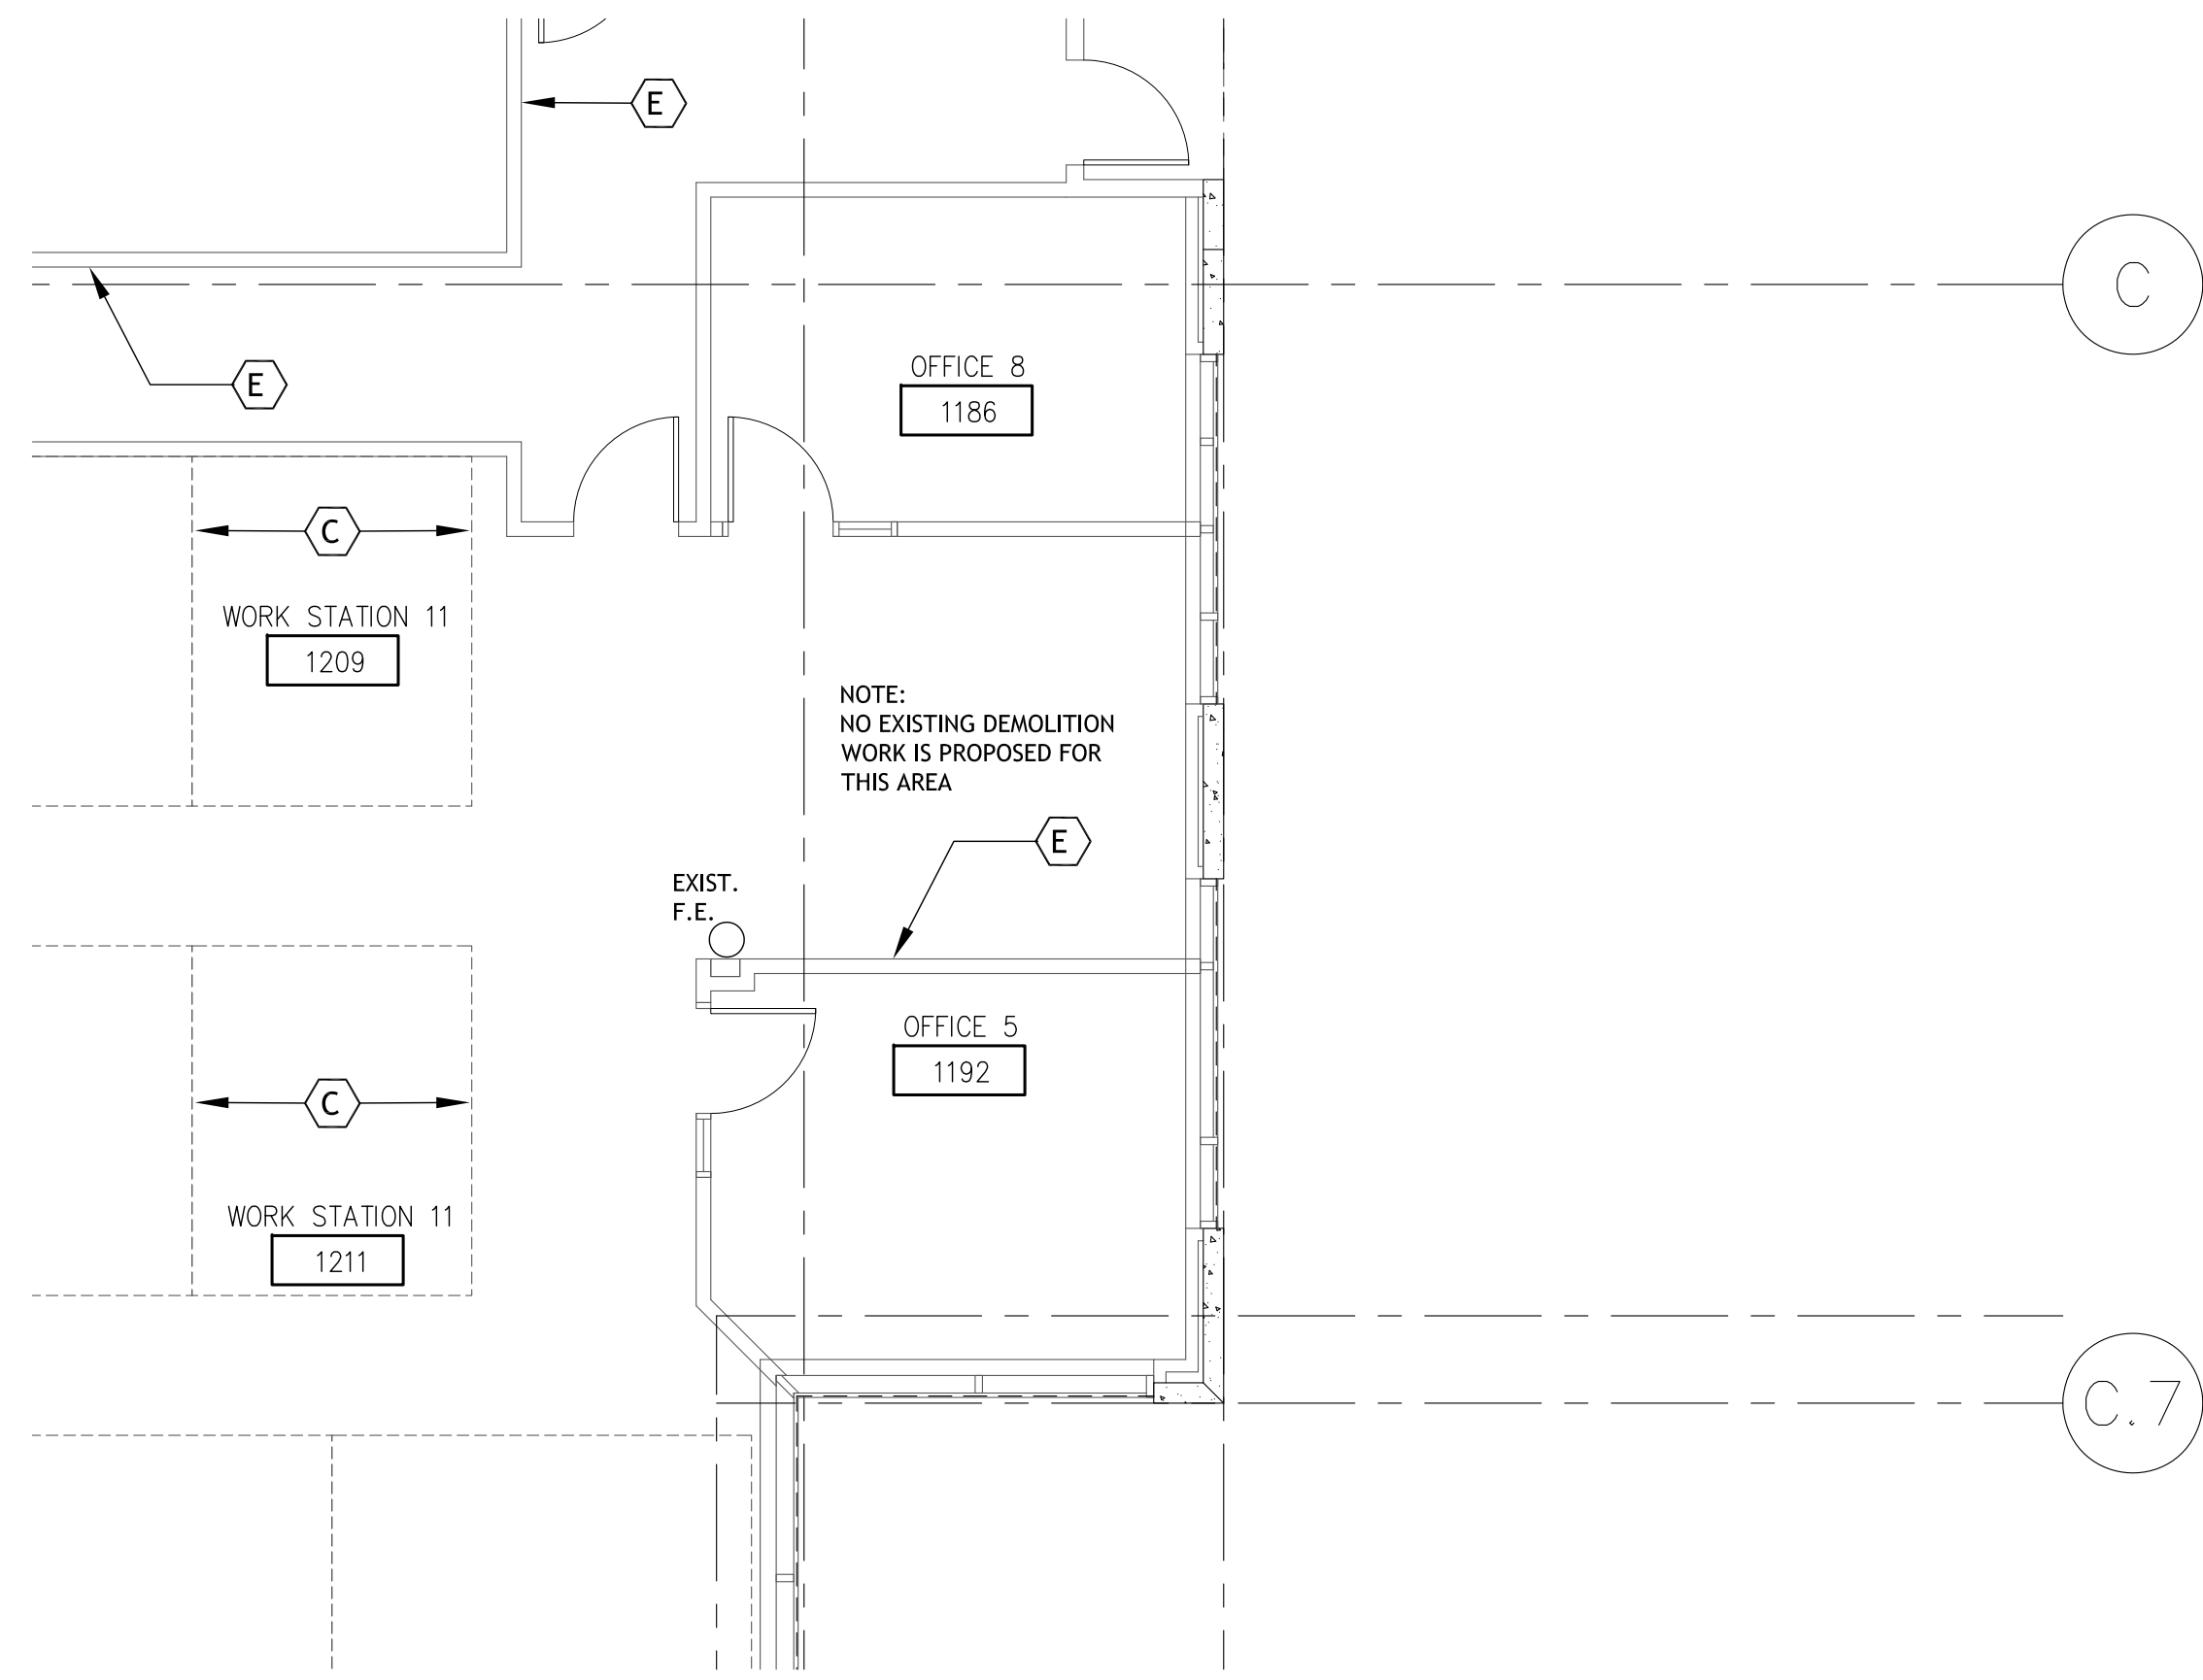 E
C
E
OFFICE 8
1186
C
WORK STATION 11
1209
NOTE:
NO EXISTING DEMOLITION
WORK IS PROPOSED FOR
THIS AREA
E
EXIST.
F.E.
OFFICE 5
1192
C
WORK STATION 11
1211
C.7